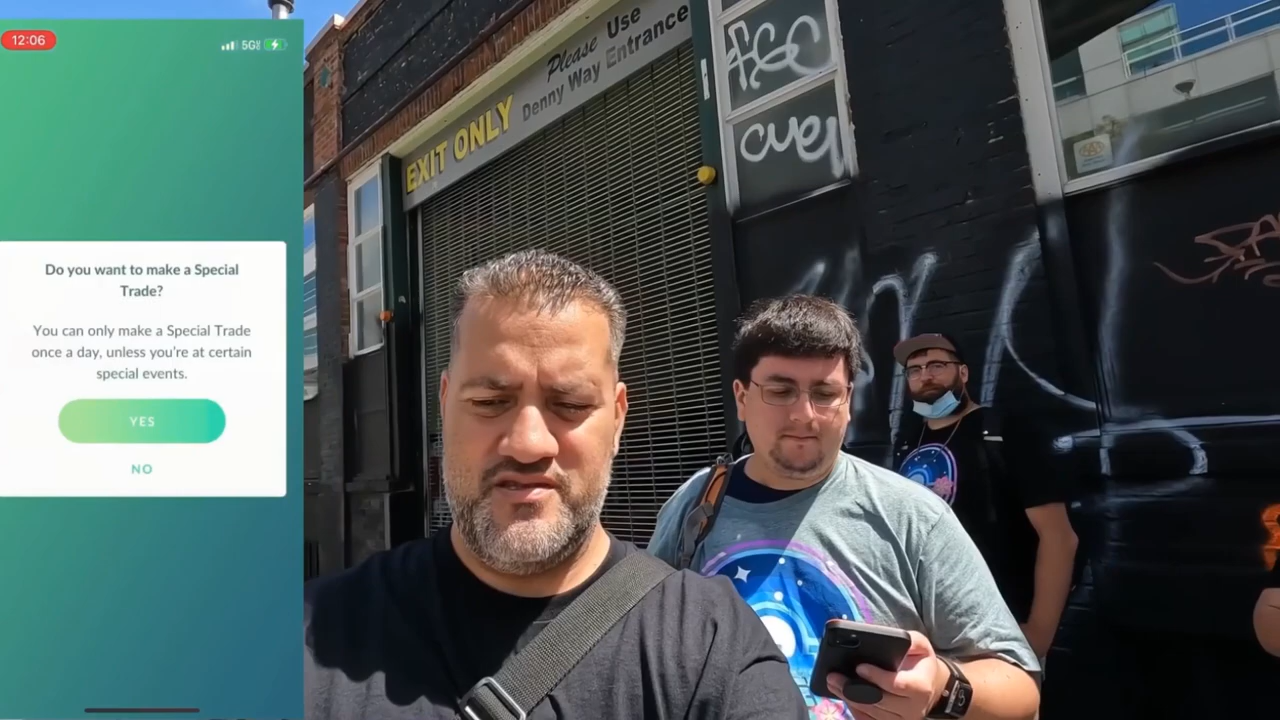 12:06
5G
Do you want to make a Special
Trade?
You can only make a Special Trade
once a day, unless you're at certain
special events.
YES
NO
EXIT ONLY
Please Use
Denny Way Entrance